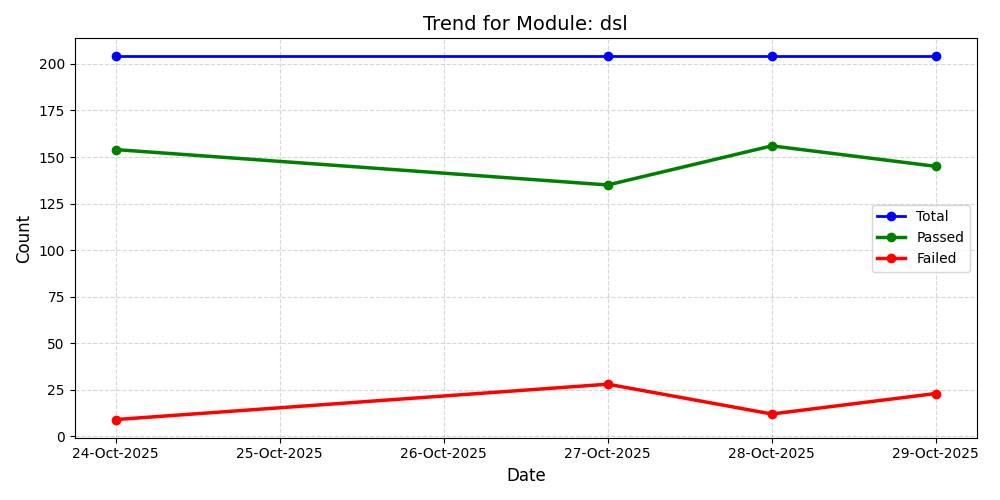 Trend for Module: dsl
Count
200
175
150
125
100
75
50
25
0
Total
Passed
Failed
24-Oct-2025
25-Oct-2025
26-Oct-2025
27-Oct-2025
28-Oct-2025
29-Oct-2025
Date